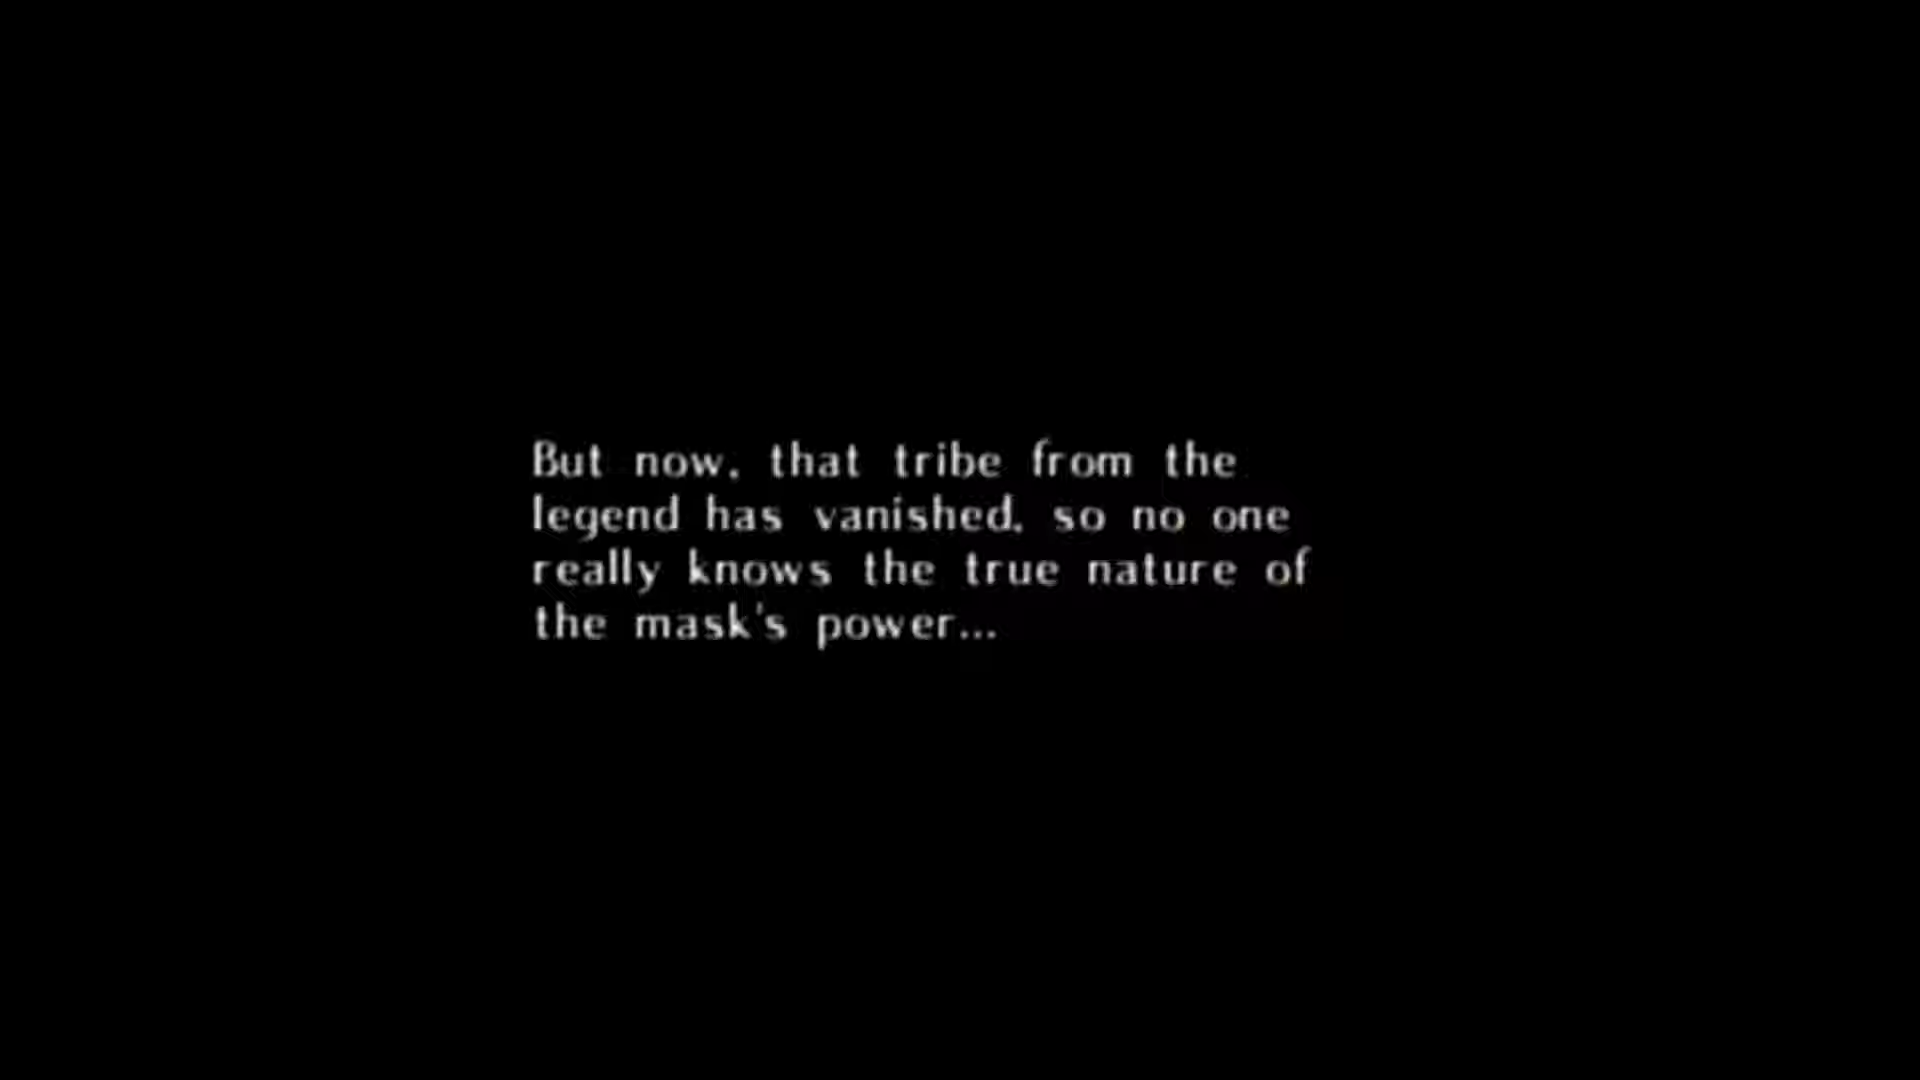 But now, that tribe from the
legend has vanished, so no one
really knows the true nature of
the mask's power...